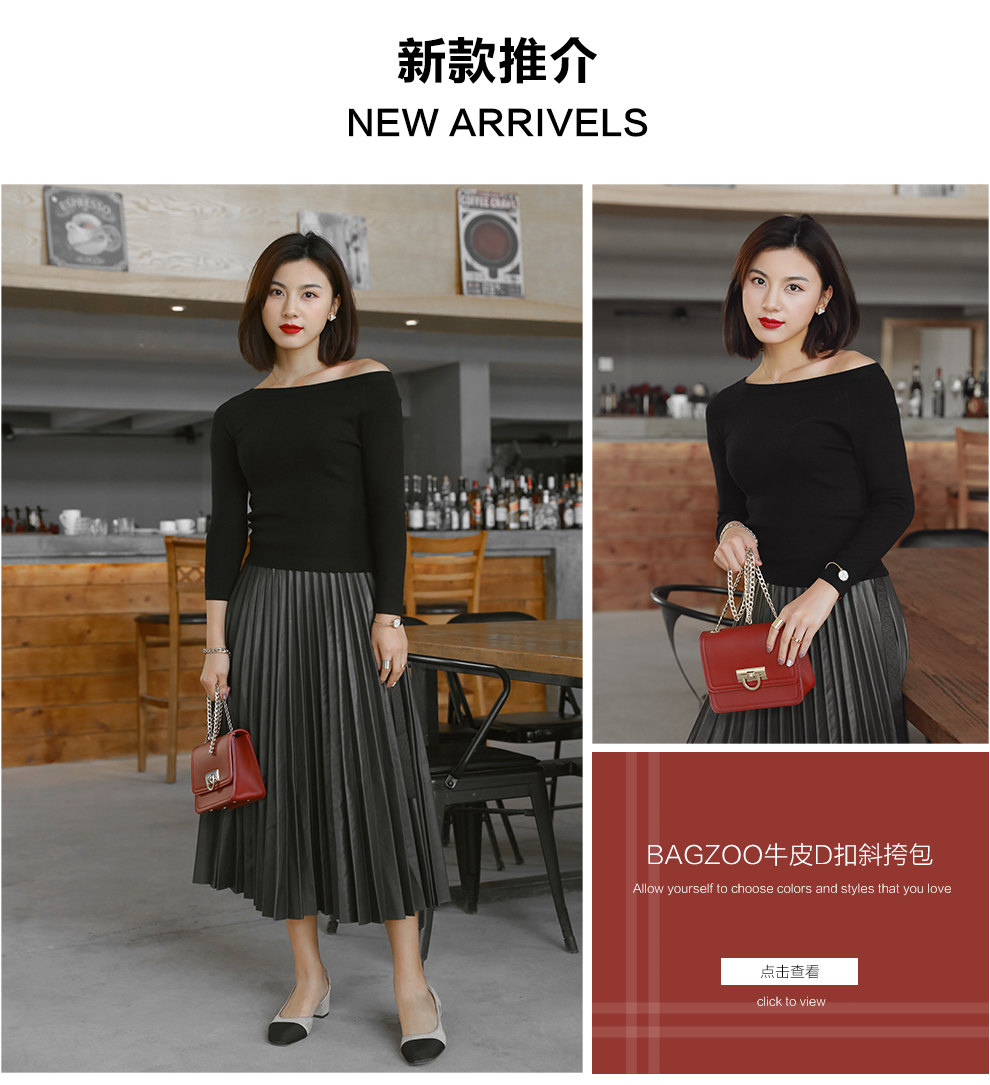 新款推介
NEW ARRIVELS
ESPRESSO
COFFEE CRAVE
BAGZOO牛皮D扣斜挎包
Allow yourself to choose colors and styles that you love
点击查看
click to view